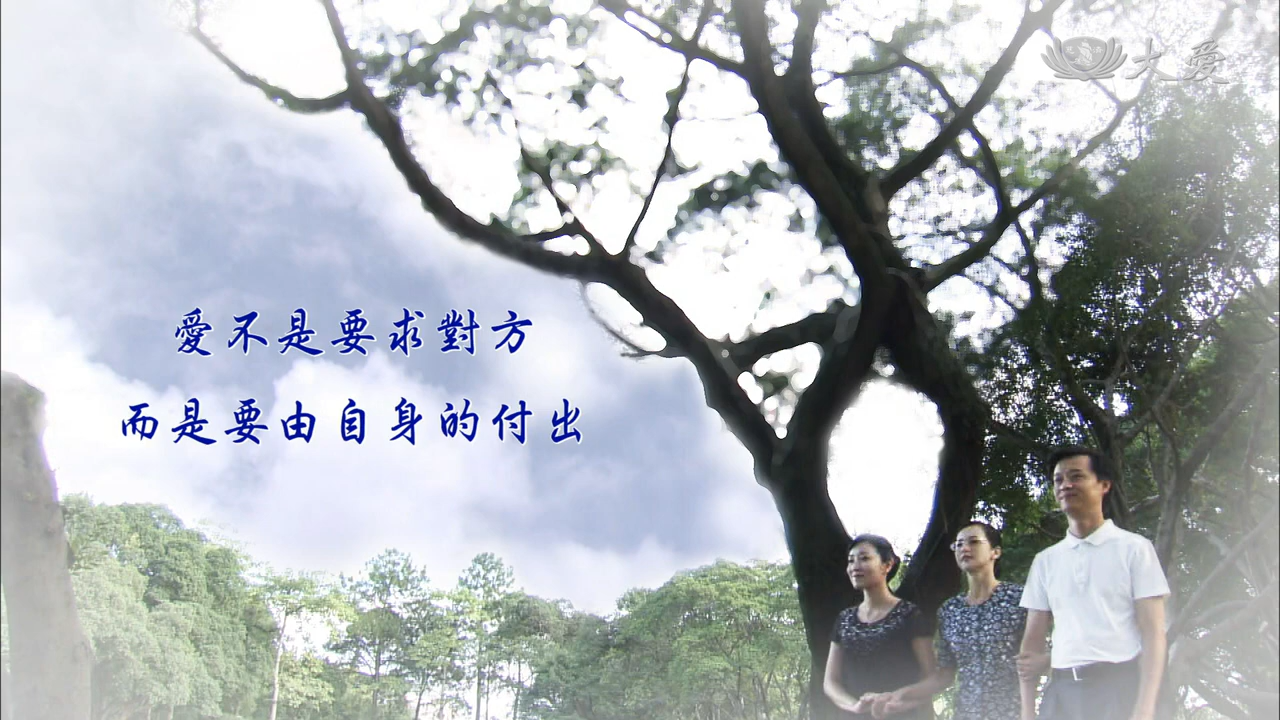 大愛
愛不是要求對方
而是要由自身的付出